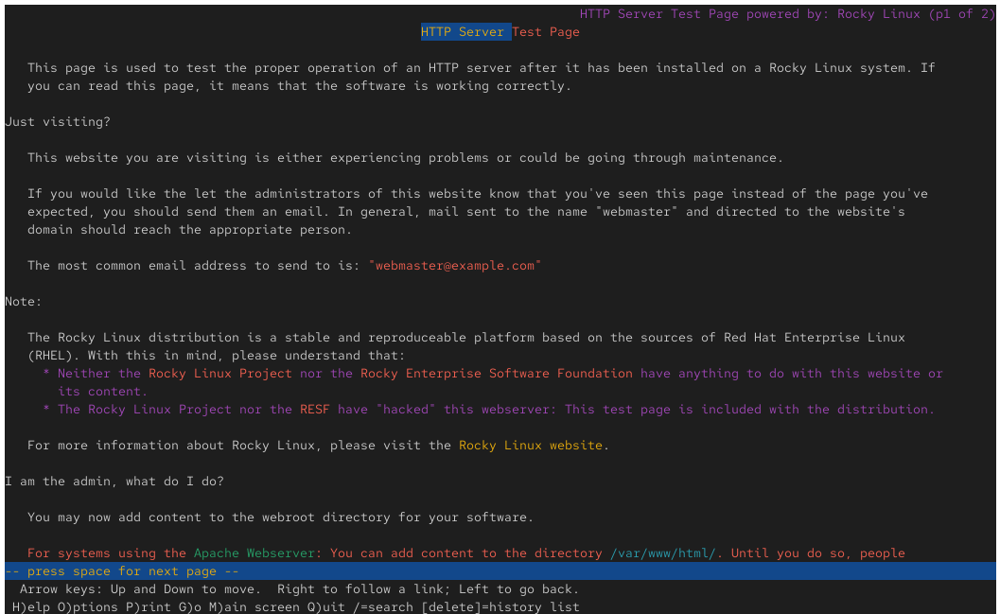 HTTP Server Test Page powered by: Rocky Linux (p1 of 2)
HTTP Server Test Page
This page is used to test the proper operation of an HTTP server after it has been installed on a Rocky Linux system. If
you can read this page, it means that the software is working correctly.
Just visiting?
This website you are visiting is either experiencing problems or could be going through maintenance.
If you would like the let the administrators of this website know that you've seen this page instead of the page you've
expected, you should send them an email. In general, mail sent to the name "webmaster" and directed to the website's
domain should reach the appropriate person.
The most common email address to send to is: "webmaster@example.com"
Note:
The Rocky Linux distribution is a stable and reproduceable platform based on the sources of Red Hat Enterprise Linux
(RHEL). With this in mind, please understand that:
* Neither the Rocky Linux Project nor the Rocky Enterprise Software Foundation have anything to do with this website or
its content.
* The Rocky Linux Project nor the RESF have "hacked" this webserver: This test page is included with the distribution.
For more information about Rocky Linux, please visit the Rocky Linux website.
I am the admin, what do I do?
You may now add content to the webroot directory for your software.
For systems using the Apache Webserver: You can add content to the directory /var/www/html/. Until you do so, people
-- press space for next page --
Arrow keys: Up and Down to move.  Right to follow a link; Left to go back.
H)elp O)ptions P)rint G)o M)ain screen Q)uit /=search [delete]=history list